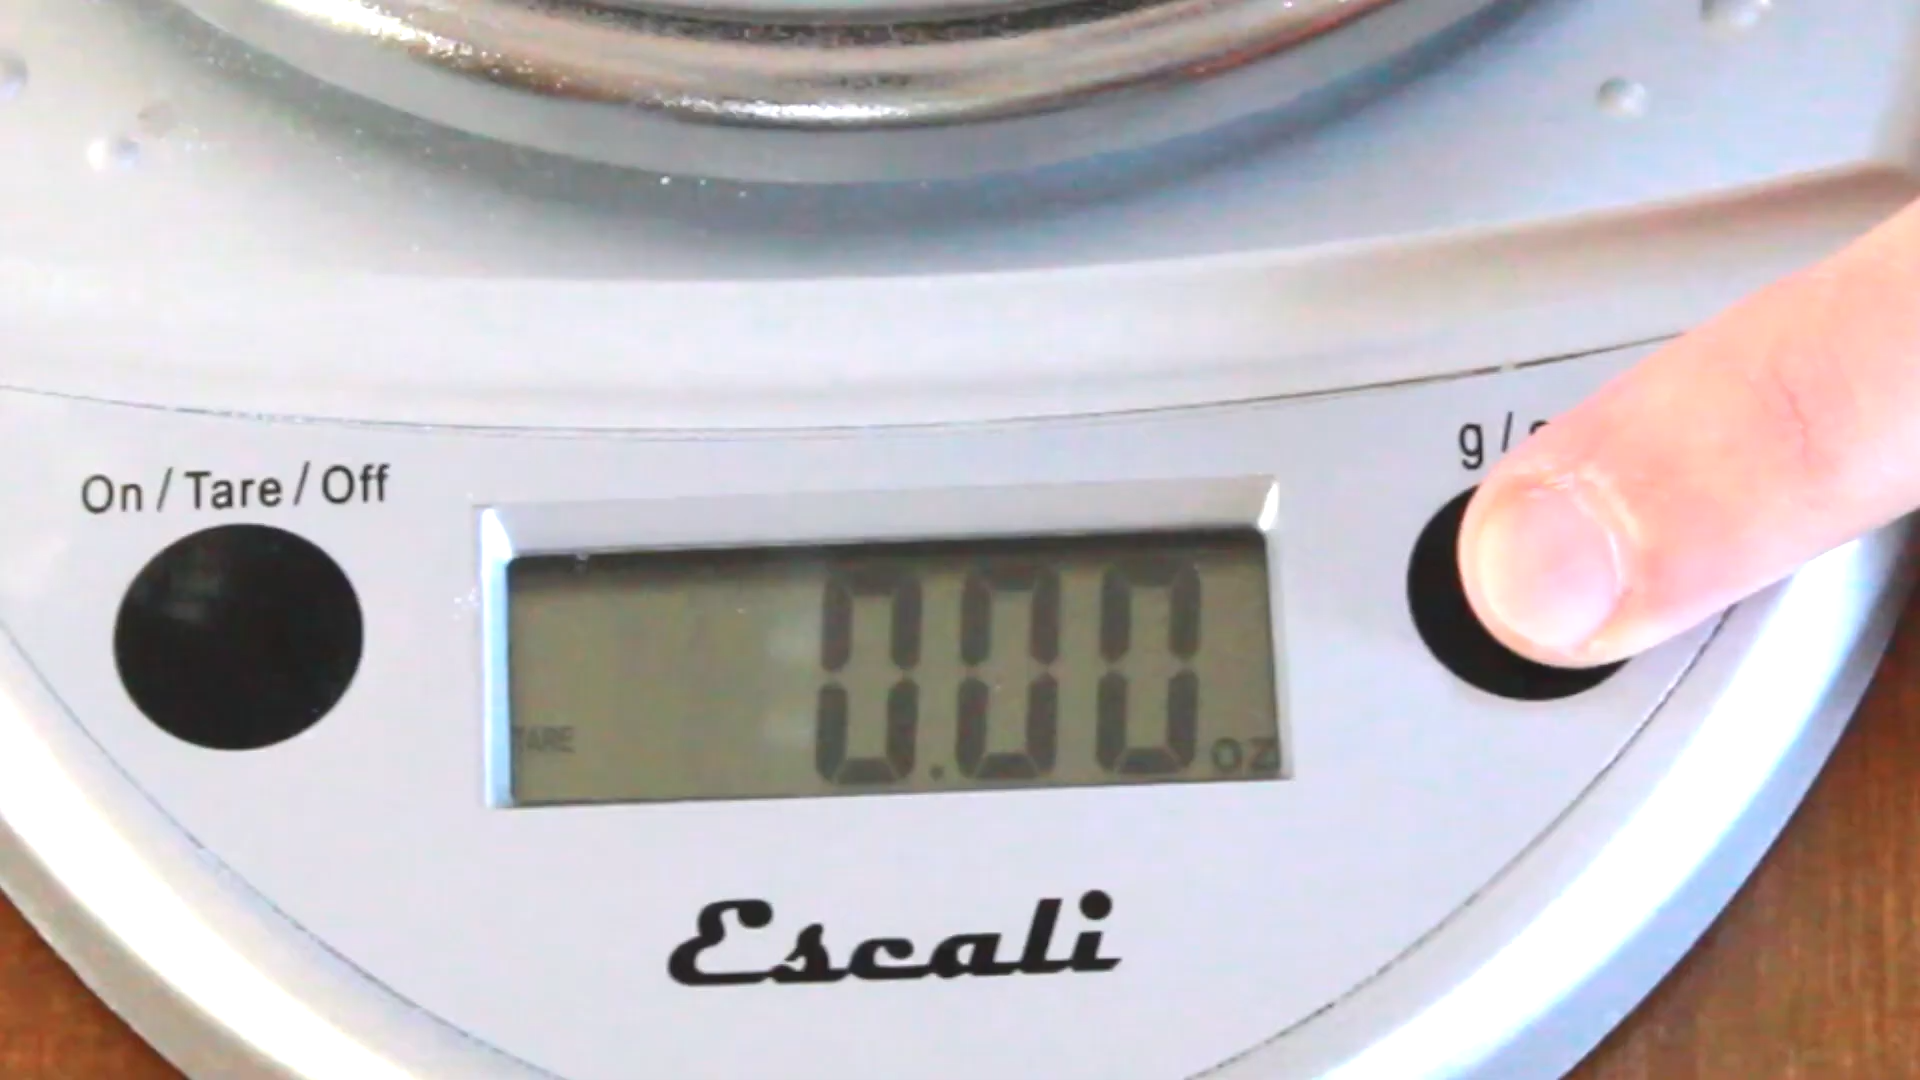 On / Tare / Off
g /
0.00 oz
TARE
Escali